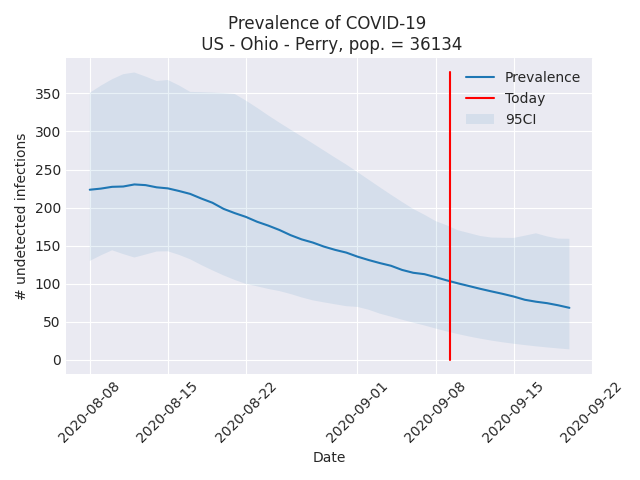 Prevalence of COVID-19
US - Ohio - Perry, pop. = 36134
# undetected infections
350
300
250
200
150
100
50
0
Prevalence
Today
95CI
2020-08-08
2020-08-15
2020-08-22
2020-09-01
2020-09-08
2020-09-15
2020-09-22
Date